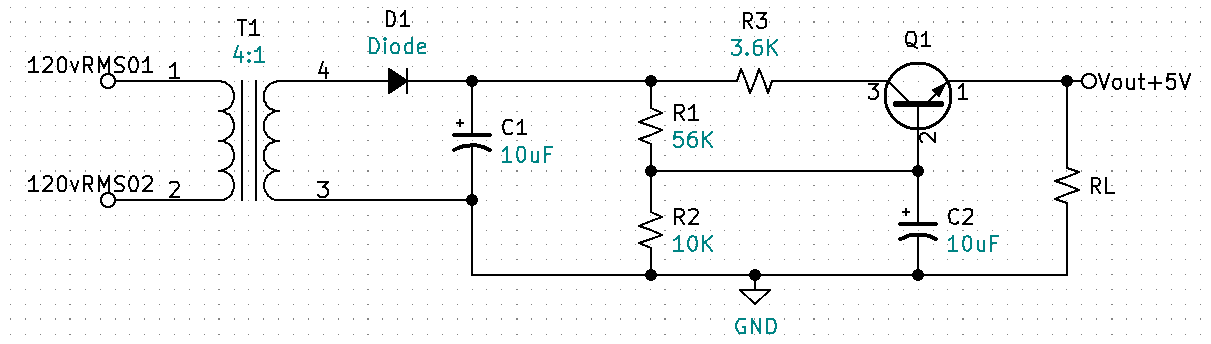 T1
4:1
D1
Diode
R3
3.6K
Q1
120vRMS01
1
4
3
1
Vout+5V
2
C1
10uF
R1
56K
120vRMS02
2
3
R2
10K
C2
10uF
RL
GND